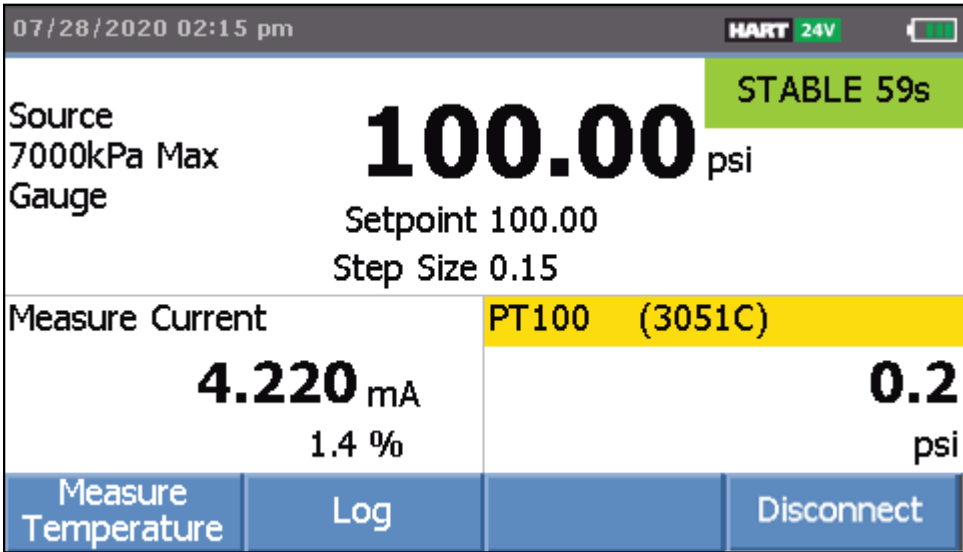 07/28/2020 02:15 pm HART 24V
STABLE 59s
Source
7000kPa Max
Gauge
100.00 psi
Setpoint 100.00
Step Size 0.15
Measure Current
4.220 mA
1.4 %
PT100 (3051C)
0.2
psi
Measure
Temperature
Log
Disconnect